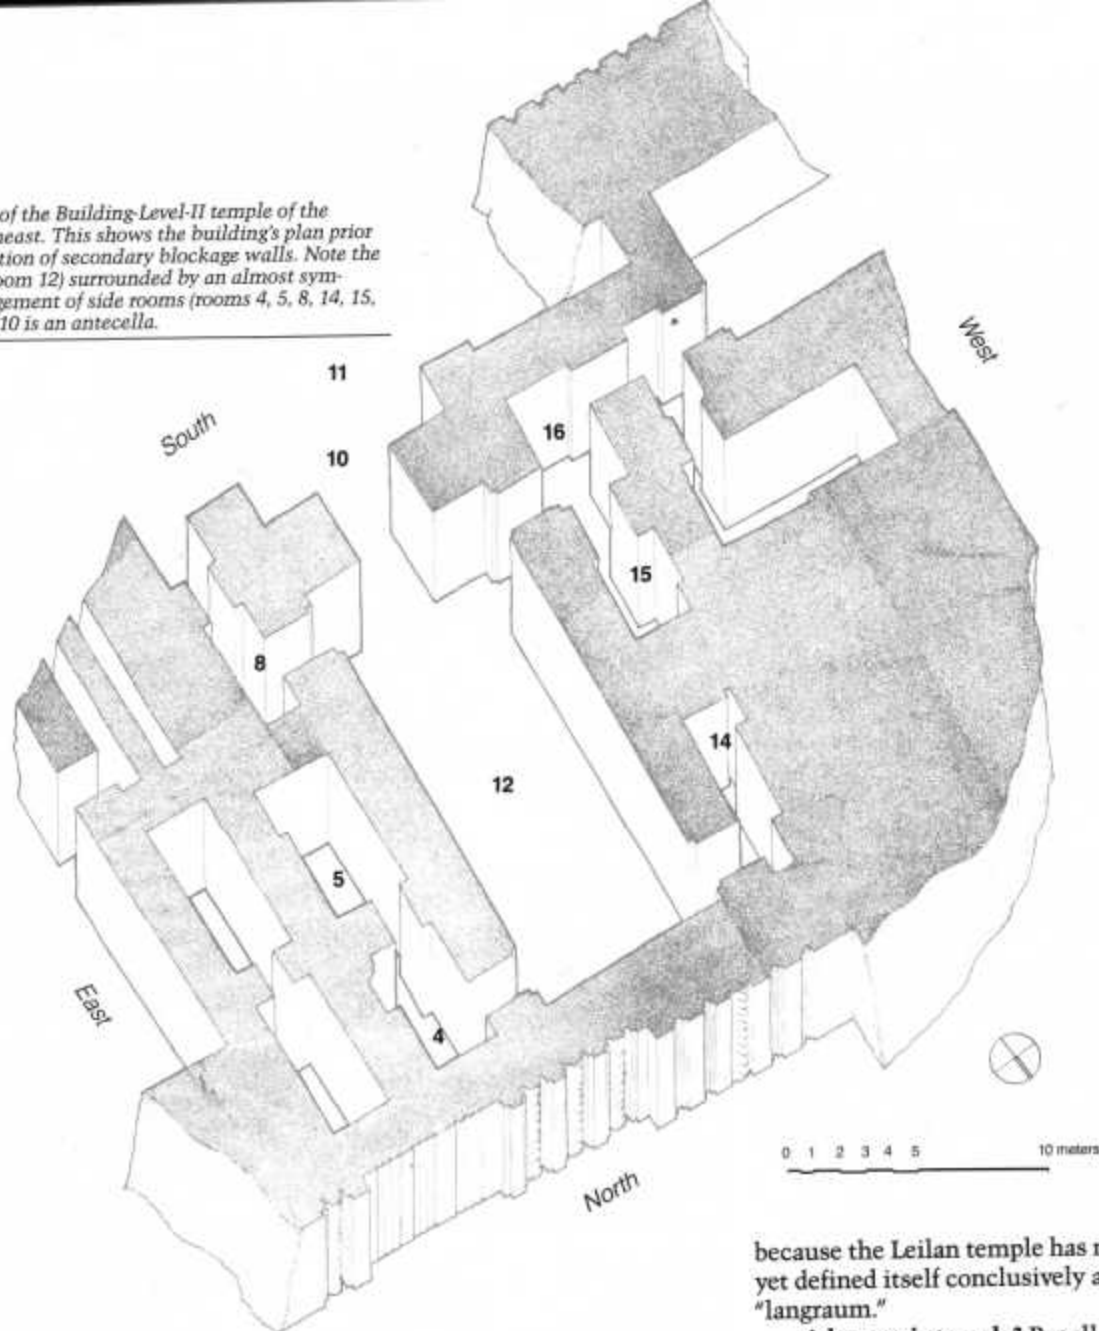 of the Building-Level-II temple of the
heast. This shows the building's plan prior
tion of secondary blockage walls. Note the
oom 12) surrounded by an almost sym-
gement of side rooms (rooms 4, 5, 8, 14, 15,
10 is an antecella.
11
South
10
West
16
15
8
14
12
5
East
4
North
0 1 2 3 4 5 10 meters
because the Leilan temple has
yet defined itself conclusively a
"langraum."